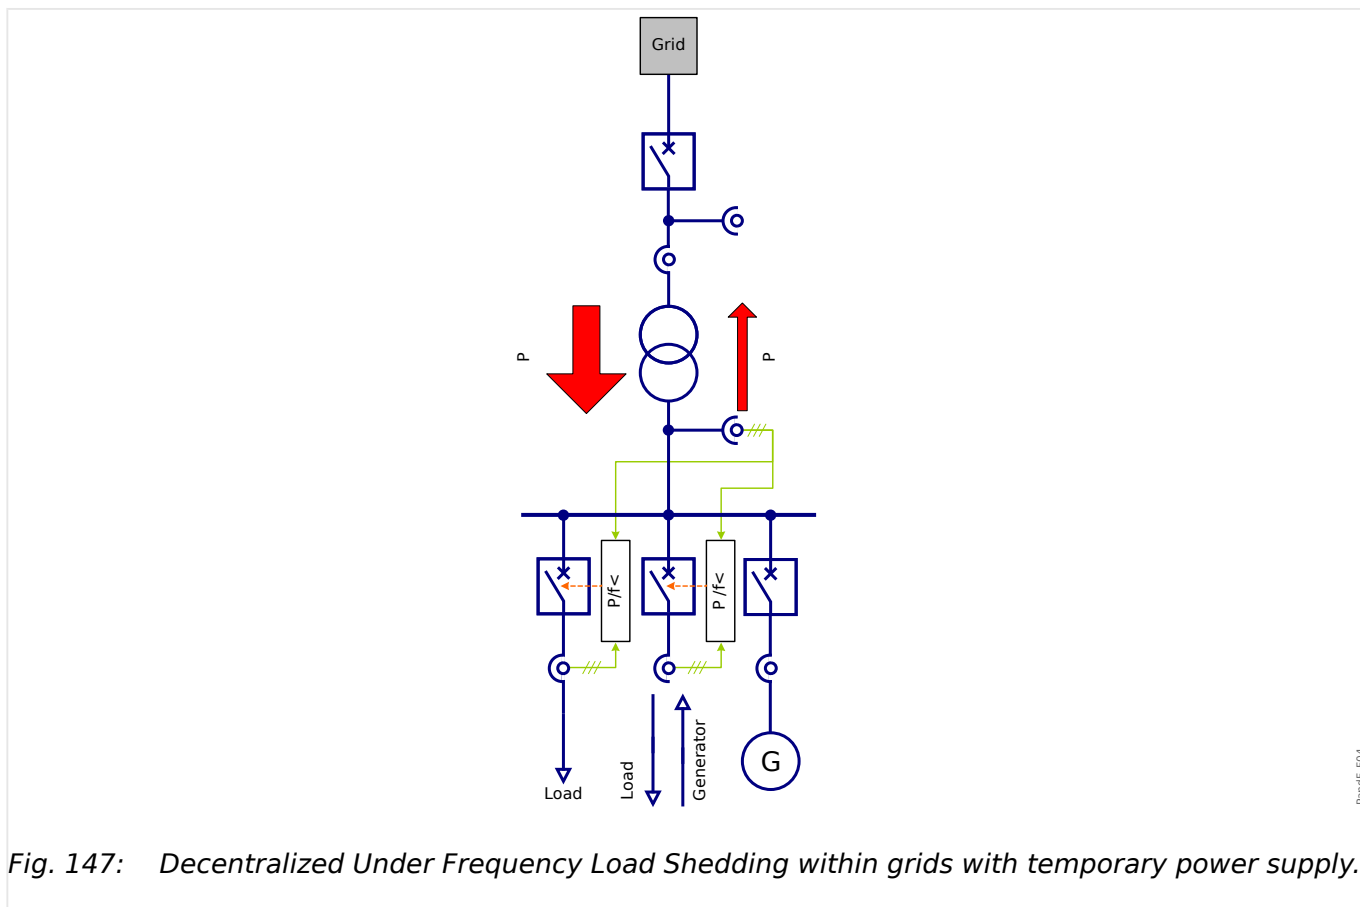 Grid
P
P
P/f<
P /f<
Load
Load
Generator
G
Fig. 147: Decentralized Under Frequency Load Shedding within grids with temporary power supply.